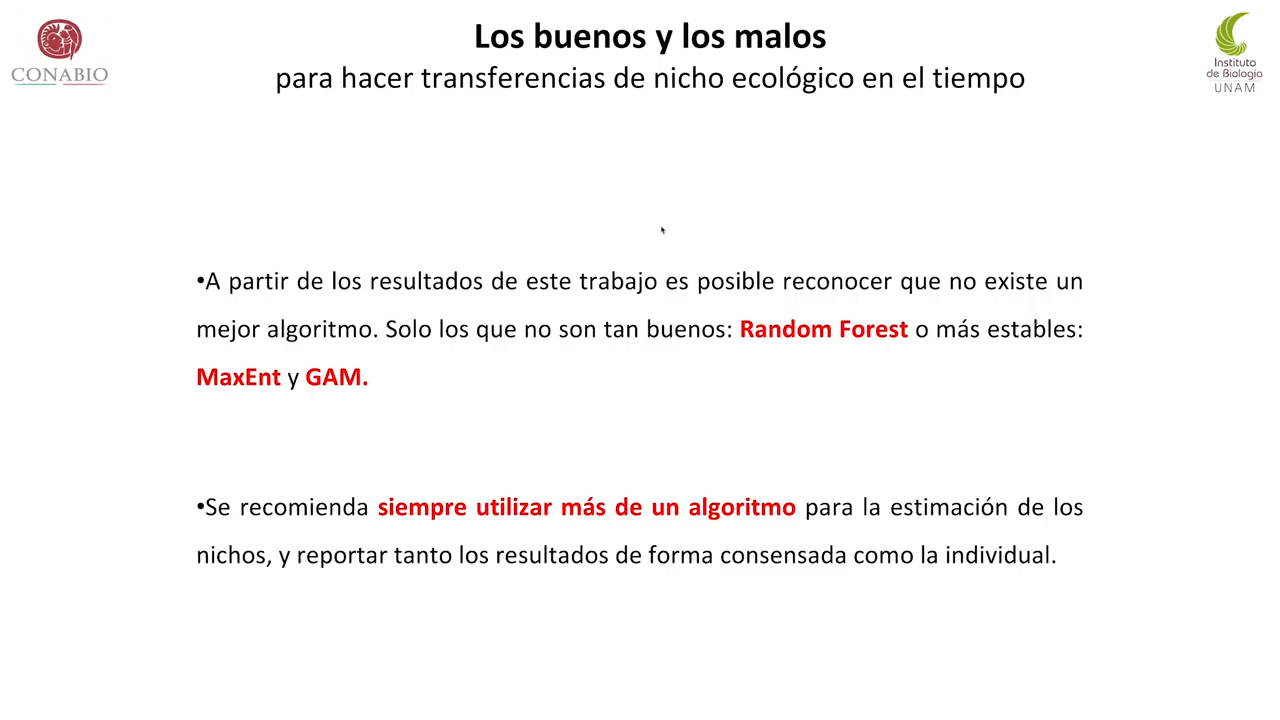 CONABIO
Los buenos y los malos
para hacer transferencias de nicho ecológico en el tiempo
Instituto
de Biología
UNAM
•A partir de los resultados de este trabajo es posible reconocer que no existe un
mejor algoritmo. Solo los que no son tan buenos: Random Forest o más estables:
MaxEnt y GAM.
•Se recomienda siempre utilizar más de un algoritmo para la estimación de los
nichos, y reportar tanto los resultados de forma consensada como la individual.